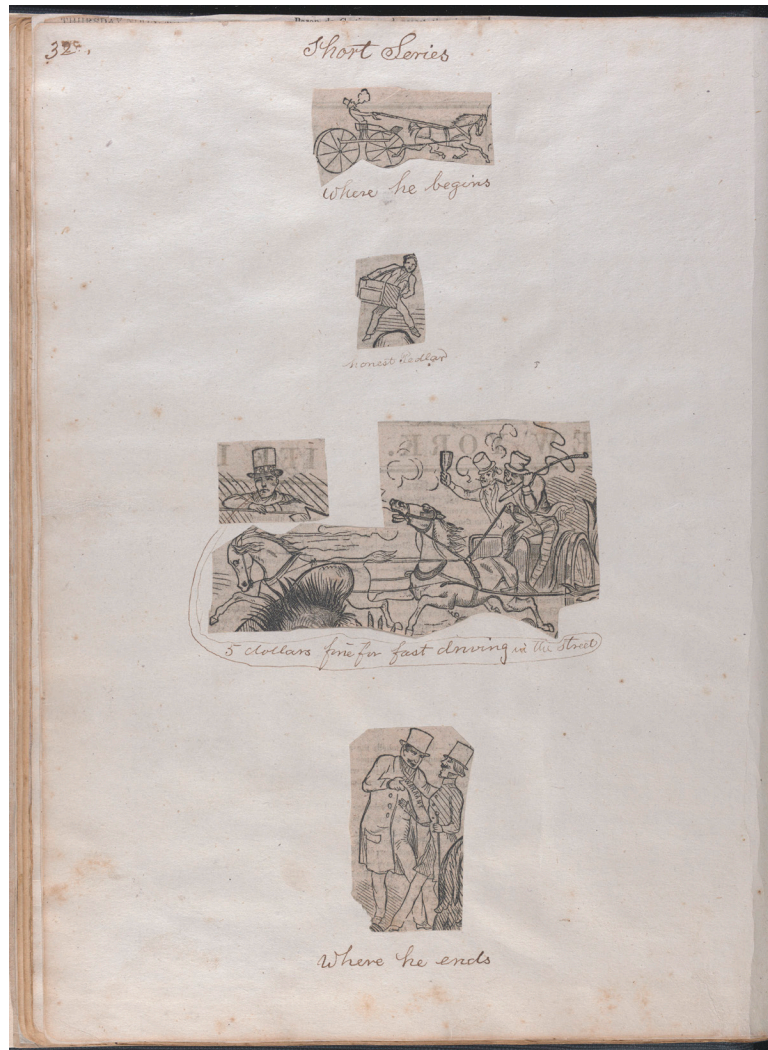 32.
Short Series
where he begins
honest Pedlar
5 dollars fine for fast driving in the street
Where he ends